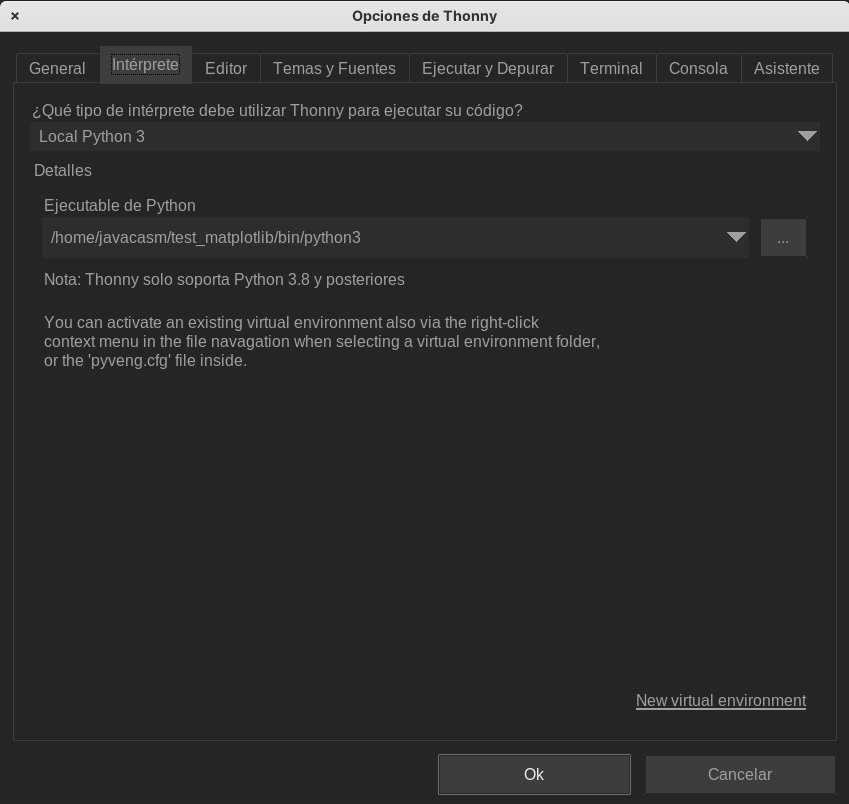 ×
Opciones de Thonny
General
Intérprete
Editor
Temas y Fuentes
Ejecutar y Depurar
Terminal
Consola
Asistente
¿Qué tipo de intérprete debe utilizar Thonny para ejecutar su código?
Local Python 3
Detalles
Ejecutable de Python
/home/javacasm/test_matplotlib/bin/python3
...
Nota: Thonny solo soporta Python 3.8 y posteriores
You can activate an existing virtual environment also via the right-click
context menu in the file navagation when selecting a virtual environment folder,
or the 'pyveng.cfg' file inside.
New virtual environment
Ok
Cancelar